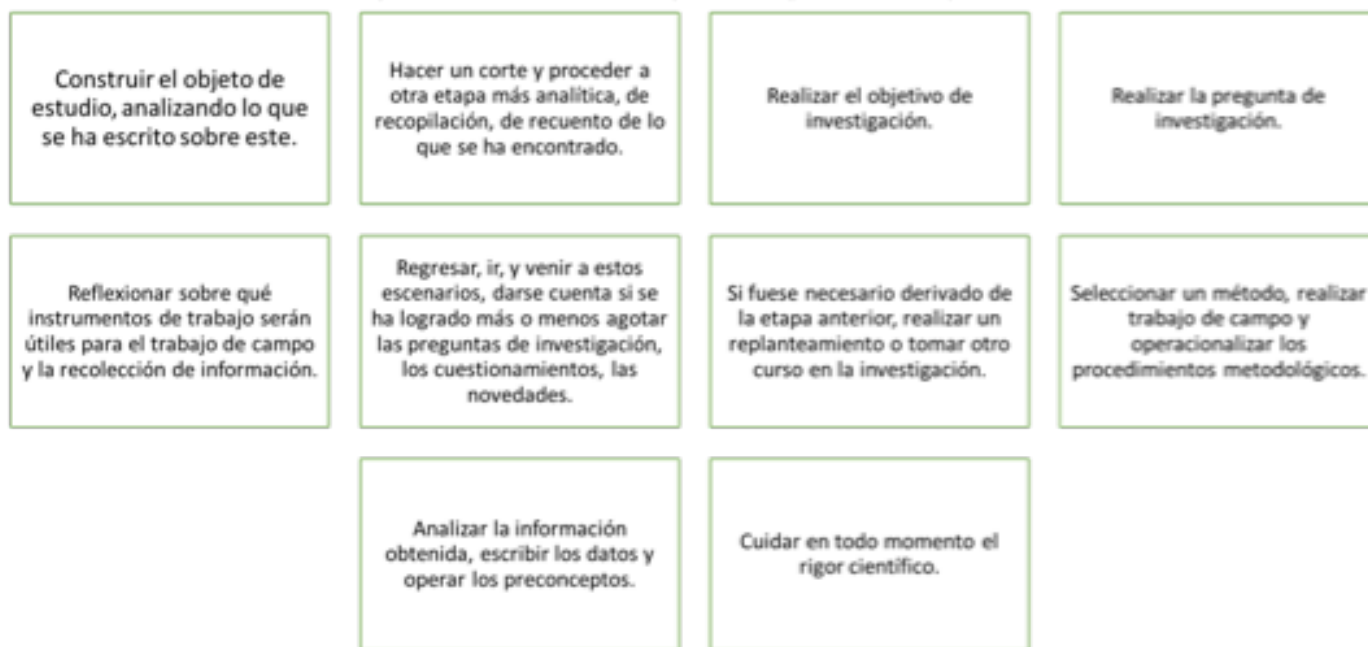 Construir el objeto de
estudio, analizando lo que
se ha escrito sobre este.
Hacer un corte y proceder a
otra etapa más analítica, de
recopilación, de recuento de lo
que se ha encontrado.
Realizar el objetivo de
investigación.
Realizar la pregunta de
investigación.
Reflexionar sobre qué
instrumentos de trabajo serán
útiles para el trabajo de campo
y la recolección de información.
Regresar, ir, y venir a estos
escenarios, darse cuenta si se
ha logrado más o menos agotar
las preguntas de investigación,
los cuestionamientos, las
novedades.
Si fuese necesario derivado de
la etapa anterior, realizar un
replanteamiento o tomar otro
curso en la investigación.
Seleccionar un método, realizar
trabajo de campo y
operacionalizar los
procedimientos metodológicos.
Analizar la información
obtenida, escribir los datos y
operar los preconceptos.
Cuidar en todo momento el
rigor científico.